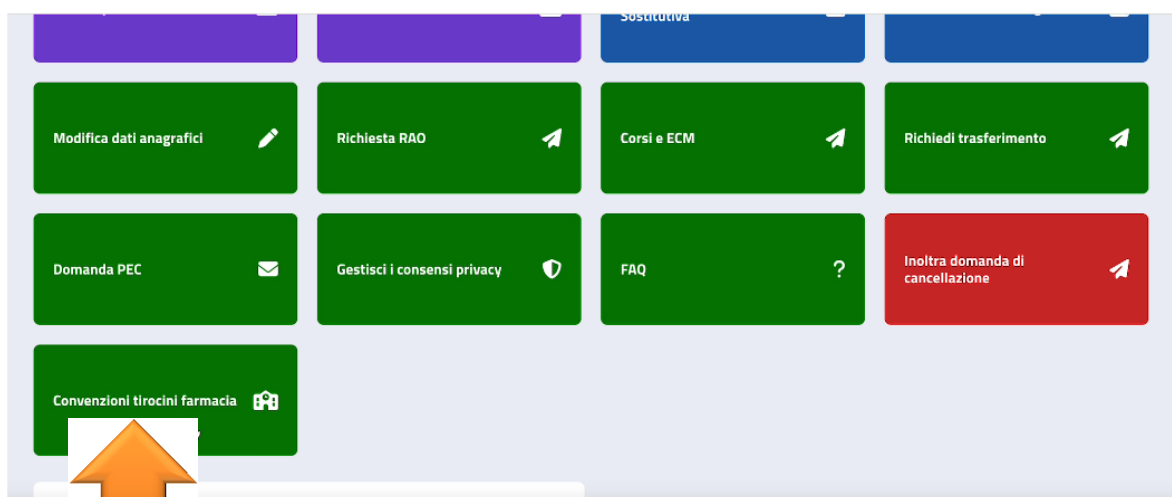 Sostitutiva
Modifica dati anagrafici
Richiesta RAO
Corsi e ECM
Richiedi trasferimento
Domanda PEC
Gestisci i consensi privacy
FAQ
?
Inoltra domanda di
cancellazione
Convenzioni tirocini farmacia